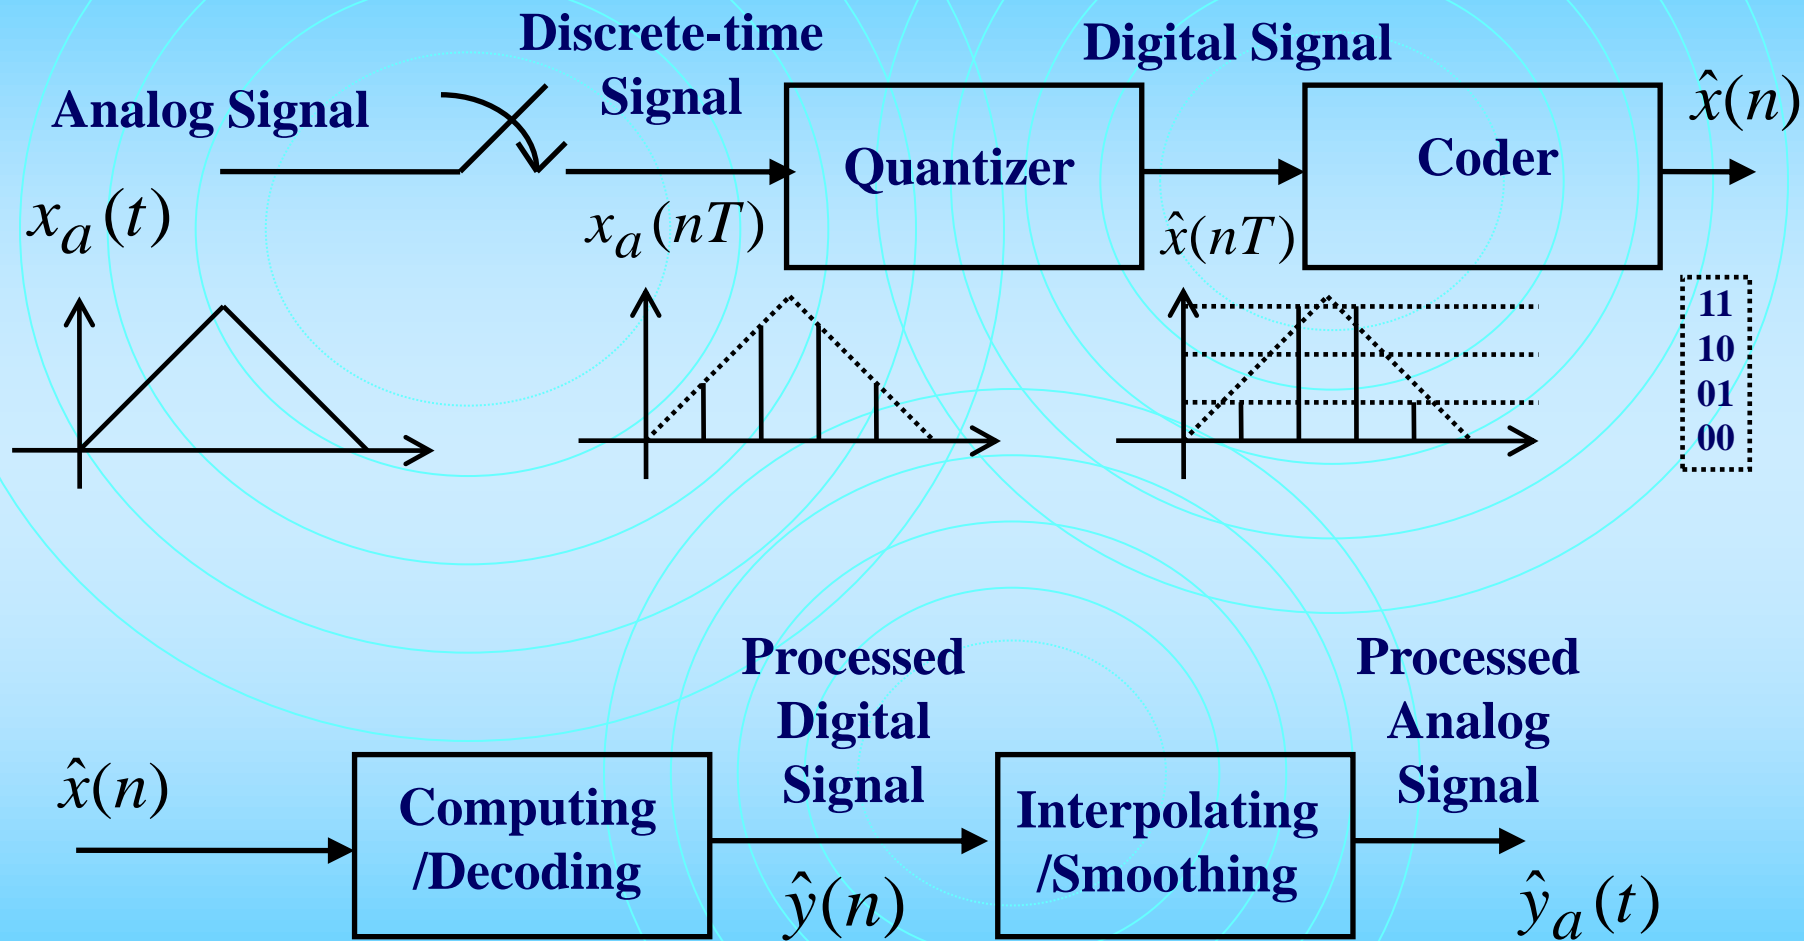 Discrete-time
Signal
Digital Signal
Analog Signal
x̂(n)
Quantizer
Coder
xₐ(t)
xₐ(nT)
x̂(nT)
11
10
01
00
Processed
Digital
Signal
Processed
Analog
Signal
x̂(n)
Computing
/Decoding
Interpolating
/Smoothing
ŷ(n)
ŷₐ(t)